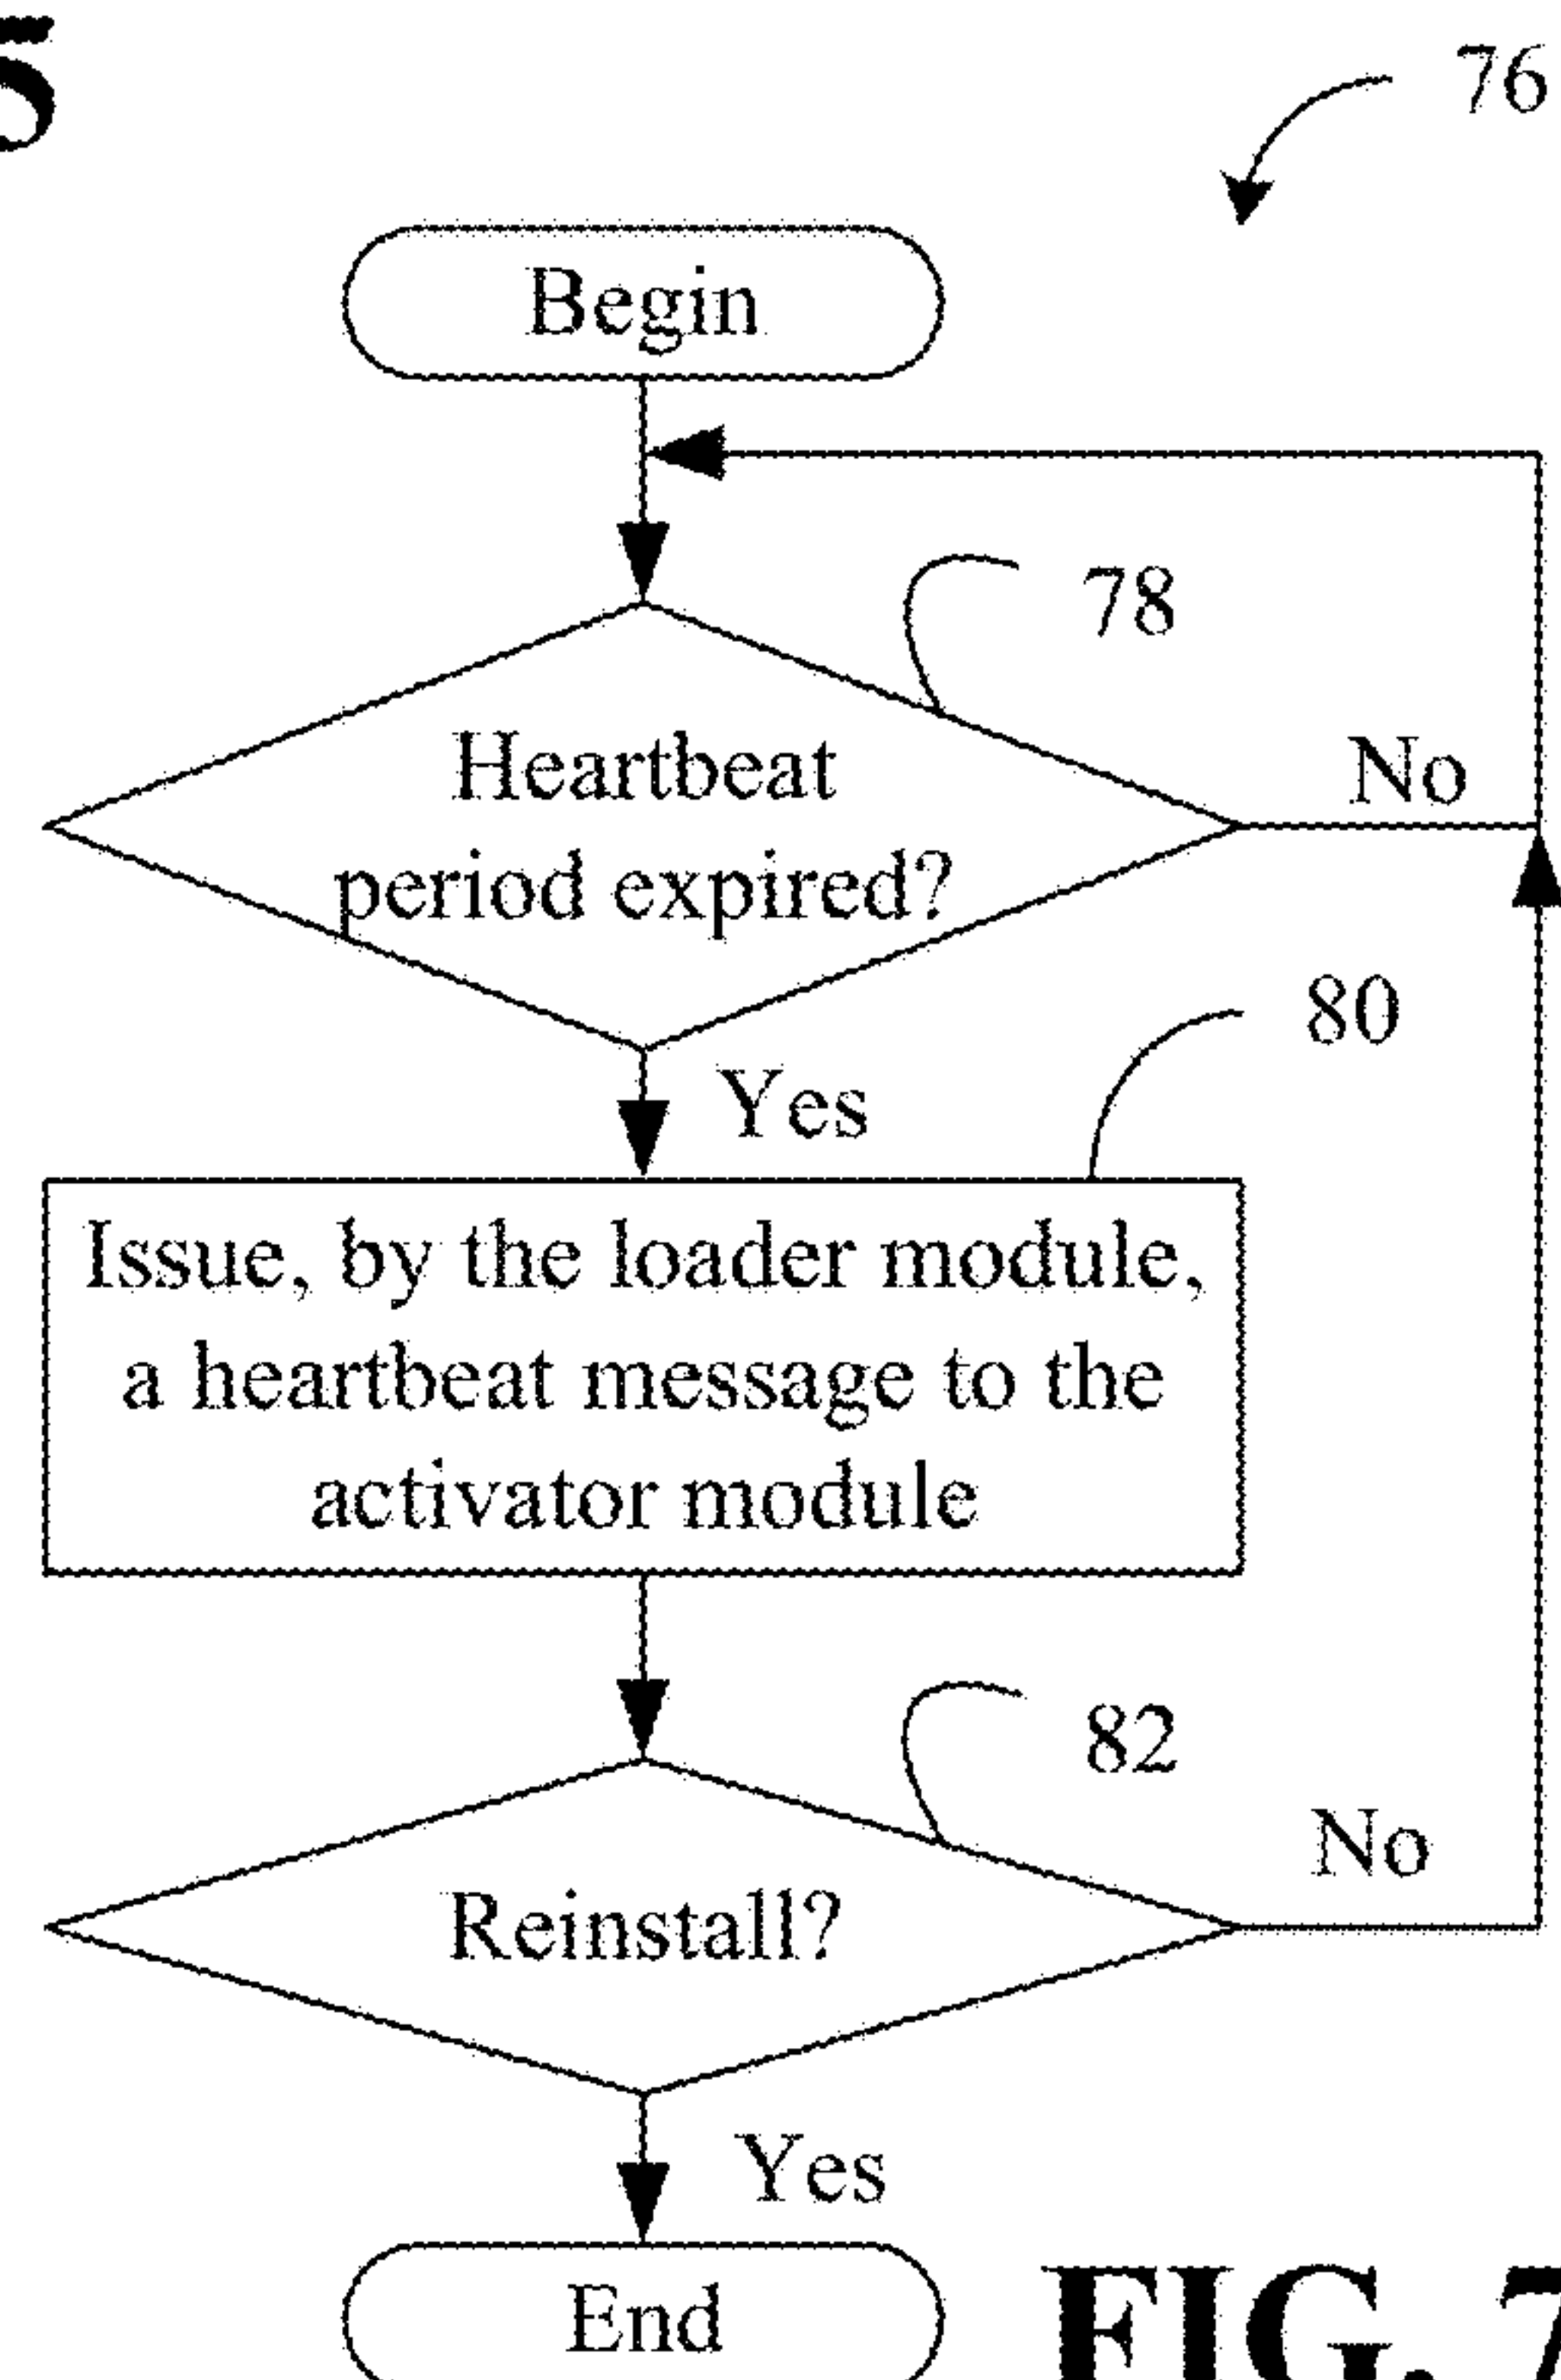 5
76
Begin
78
Heartbeat
period expired?
No
80
Yes
Issue, by the loader module,
a heartbeat message to the
activator module
82
No
Reinstall?
Yes
End
FIG. 7